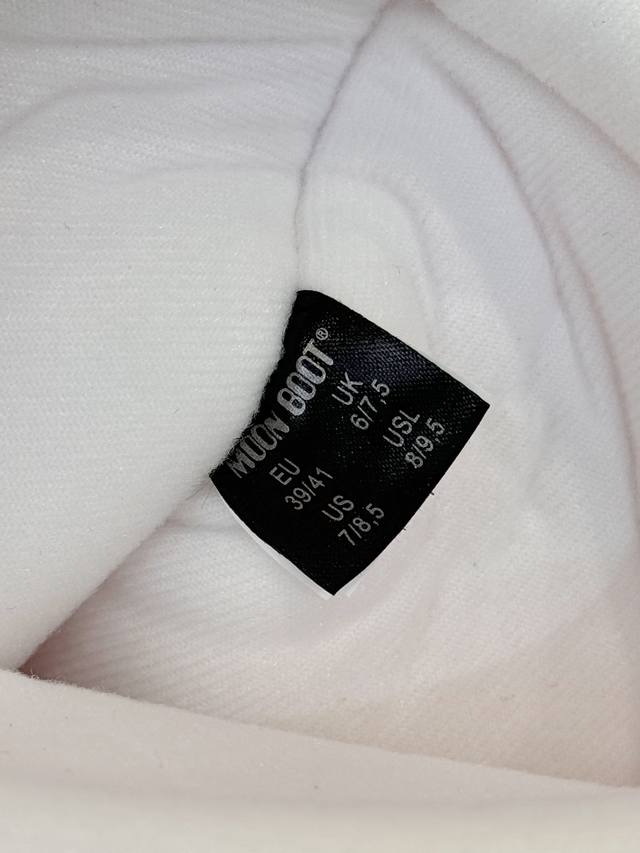 MOON BOOT®
EU
39/41
UK
6/7,5
US
7/8,5
USL
8/9,5